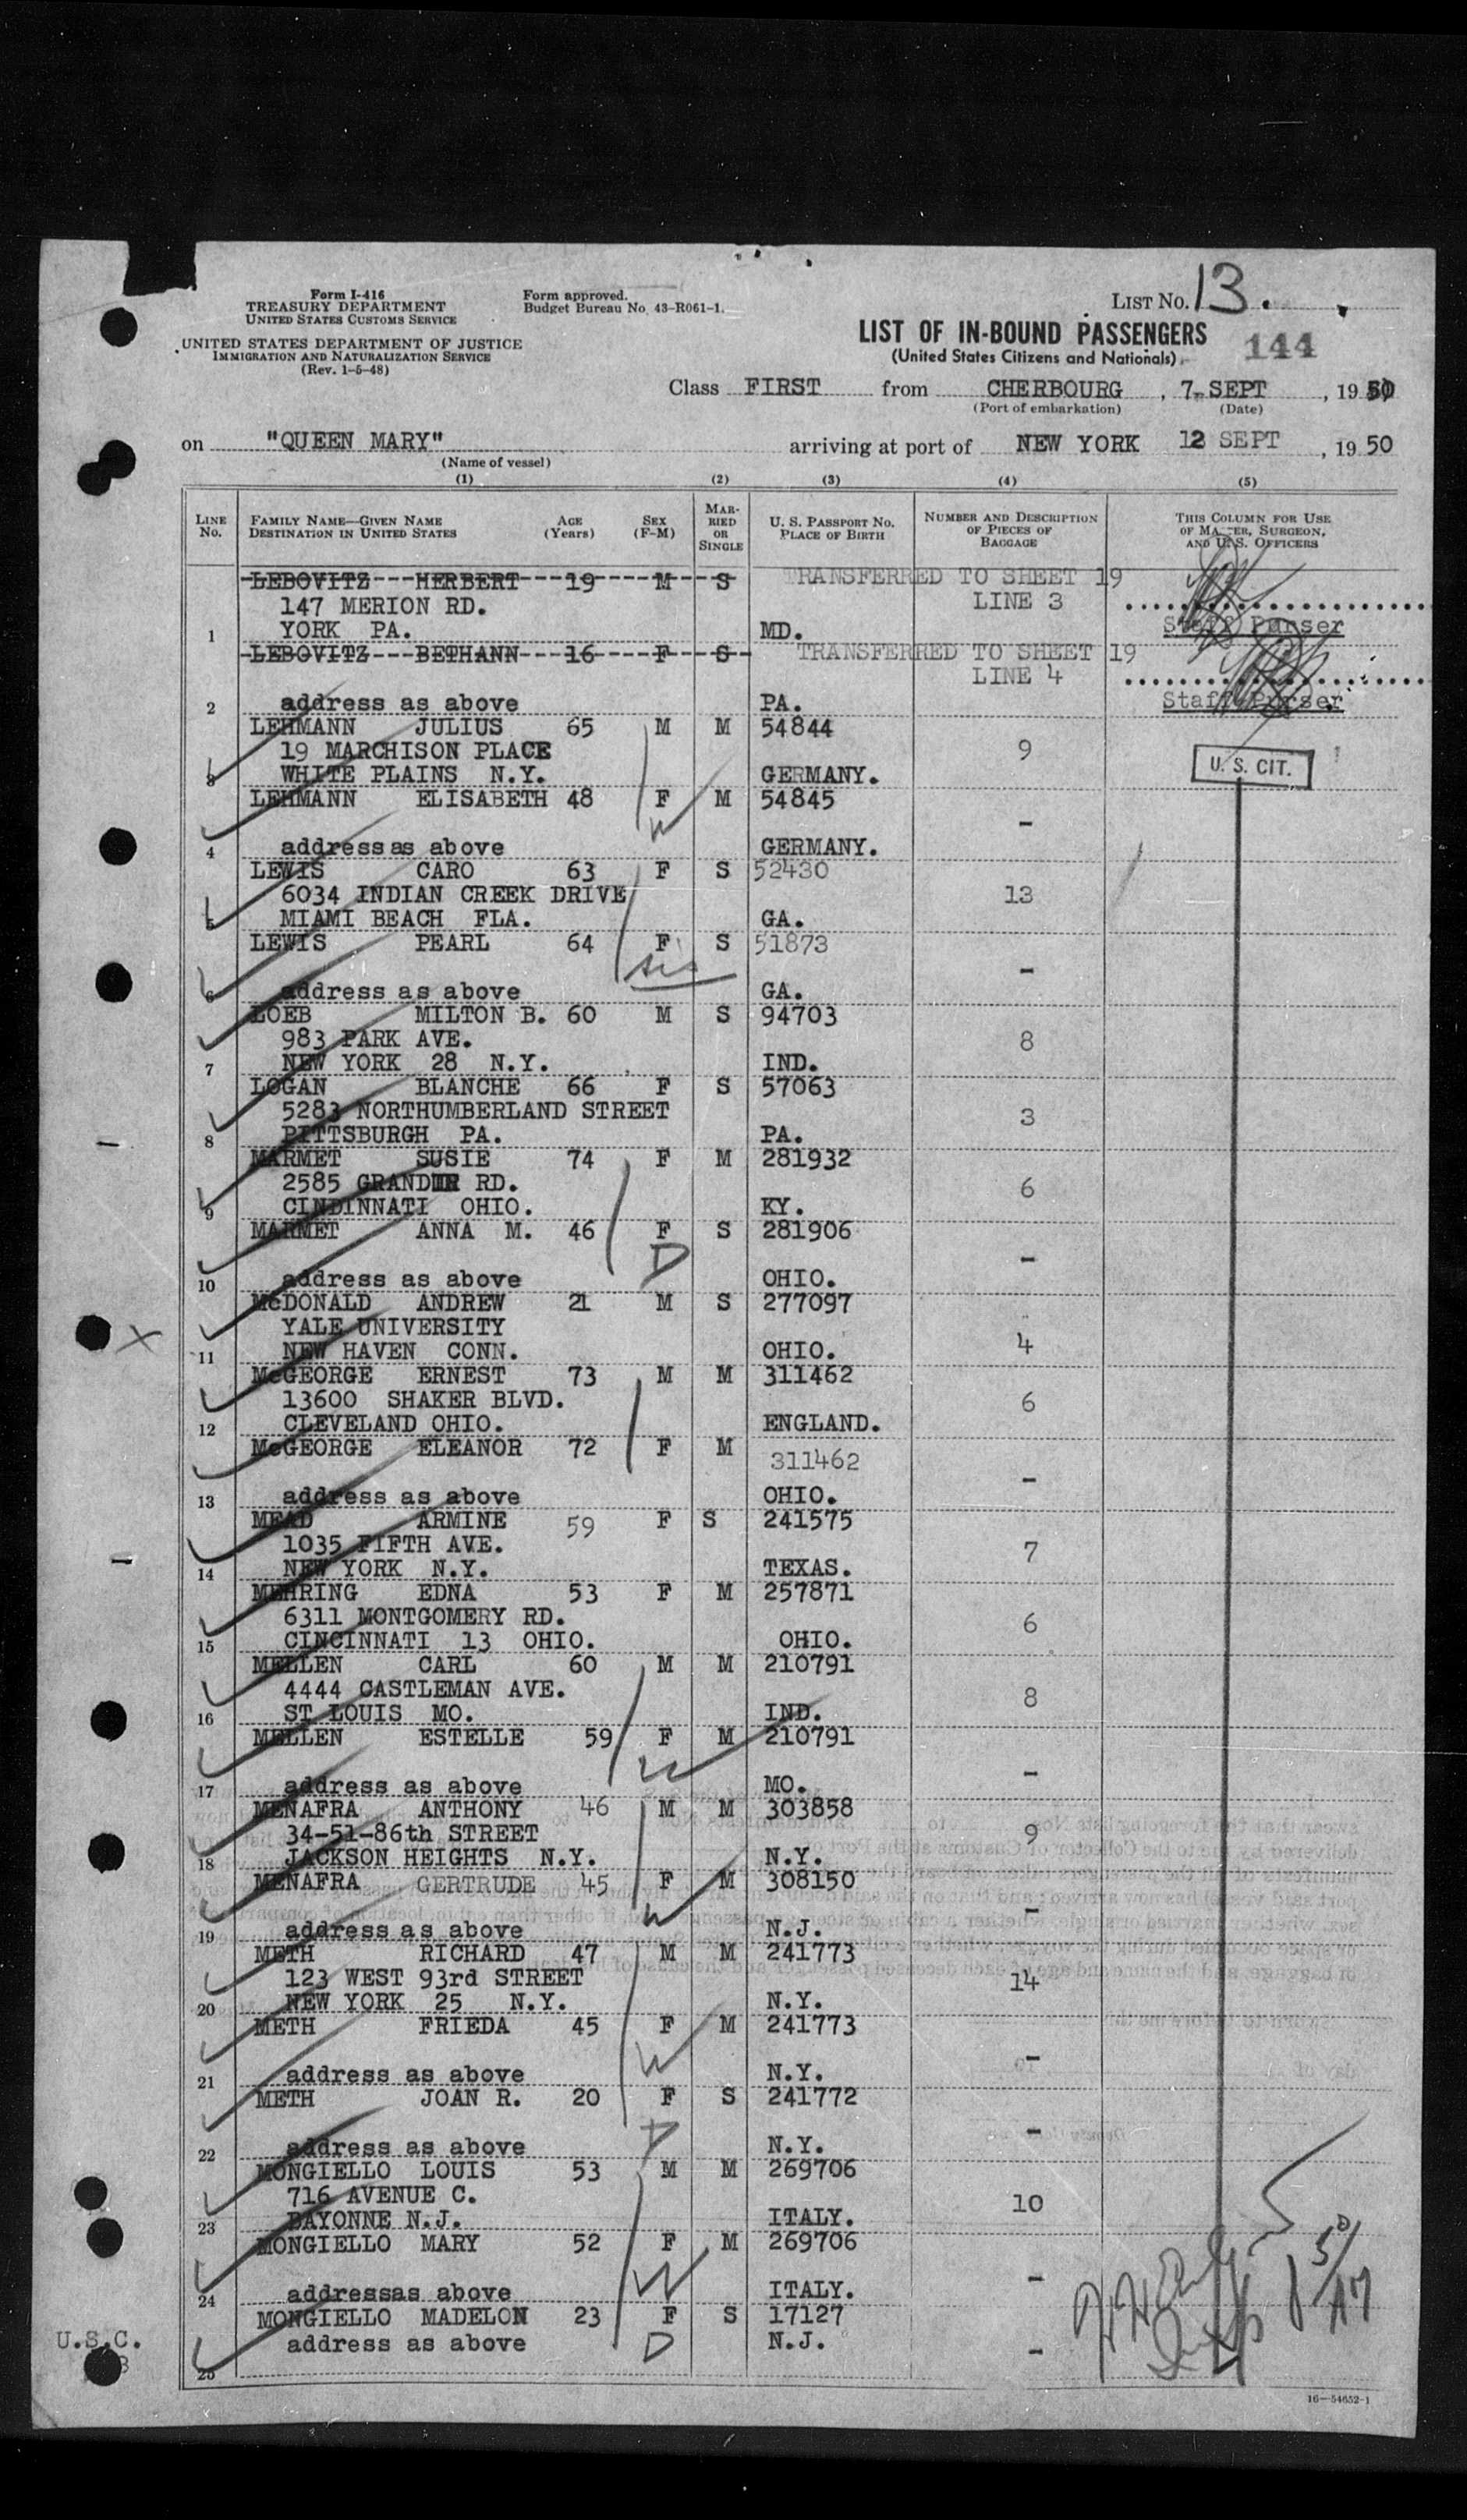 Form I-416
TREASURY DEPARTMENT
UNITED STATES CUSTOMS SERVICE
UNITED STATES DEPARTMENT OF JUSTICE
IMMIGRATION AND NATURALIZATION SERVICE
(Rev. 1-5-48)
Form approved.
Budget Bureau No. 43-R061-1.
LIST No. 13.
LIST OF IN-BOUND PASSENGERS
(United States Citizens and Nationals)
144
Class FIRST from CHERBOURG, 7 SEPT, 1950
(Port of embarkation) (Date)
on "QUEEN MARY" arriving at port of NEW YORK 12 SEPT, 1950
(Name of vessel)
(1) (2) (3) (4) (5)
LINE No. FAMILY NAME—GIVEN NAME DESTINATION IN UNITED STATES AGE (Years) SEX (F-M) MARRIED OR SINGLE U. S. PASSPORT No. PLACE OF BIRTH NUMBER AND DESCRIPTION OF PIECES OF BAGGAGE THIS COLUMN FOR USE OF MASTER, SURGEON, AND U. S. OFFICERS
LEBOVITZ HERBERT 19 M S TRANSFERRED TO SHEET 19
147 MERION RD. LINE 3
1 YORK PA. MD. Staff Purser
LEBOVITZ BETHANN 16 F S TRANSFERRED TO SHEET 19
LINE 4
2 address as above PA. Staff Purser
LEHMANN JULIUS 65 M M 54844
19 MARCHISON PLACE 9
3 WHITE PLAINS N.Y. GERMANY. U. S. CIT.
LEHMANN ELISABETH 48 F M 54845
W -
4 address as above GERMANY.
LEWIS CARO 63 F S 52430
6034 INDIAN CREEK DRIVE 13
5 MIAMI BEACH FLA. GA.
LEWIS PEARL 64 F S 51873
sis -
6 address as above GA.
LOEB MILTON B. 60 M S 94703
983 PARK AVE. 8
7 NEW YORK 28 N.Y. IND.
LOGAN BLANCHE 66 F S 57063
5283 NORTHUMBERLAND STREET 3
8 PITTSBURGH PA. PA.
MARMET SUSIE 74 F M 281932
2585 GRANDIN RD. 6
9 CINDINNATI OHIO. KY.
MARMET ANNA M. 46 F S 281906
D -
10 address as above OHIO.
McDONALD ANDREW 21 M S 277097
YALE UNIVERSITY 4
11 NEW HAVEN CONN. OHIO.
McGEORGE ERNEST 73 M M 311462
13600 SHAKER BLVD. 6
12 CLEVELAND OHIO. ENGLAND.
McGEORGE ELEANOR 72 F M 311462
-
13 address as above OHIO.
MEAD ARMINE 59 F S 241575
1035 FIFTH AVE. 7
14 NEW YORK N.Y. TEXAS.
MEHRING EDNA 53 F M 257871
6311 MONTGOMERY RD. 6
15 CINCINNATI 13 OHIO. OHIO.
MELLEN CARL 60 M M 210791
4444 CASTLEMAN AVE. 8
16 ST LOUIS MO. IND.
MELLEN ESTELLE 59 F M 210791
W -
17 address as above MO.
MENAFRA ANTHONY 46 M M 303858
34-51-86th STREET 9
18 JACKSON HEIGHTS N.Y. N.Y.
MENAFRA GERTRUDE 45 F M 308150
W -
19 address as above N.J.
METH RICHARD 47 M M 241773
123 WEST 93rd STREET 14
20 NEW YORK 25 N.Y. N.Y.
METH FRIEDA 45 F M 241773
W -
21 address as above N.Y.
METH JOAN R. 20 F S 241772
D -
22 address as above N.Y.
MONGIELLO LOUIS 53 M M 269706
716 AVENUE C. 10
23 BAYONNE N.J. ITALY.
MONGIELLO MARY 52 F M 269706
W -
24 addressas above ITALY.
MONGIELLO MADELON 23 F S 17127
address as above D N.J. -
25
U.S.C.
16-54652-1